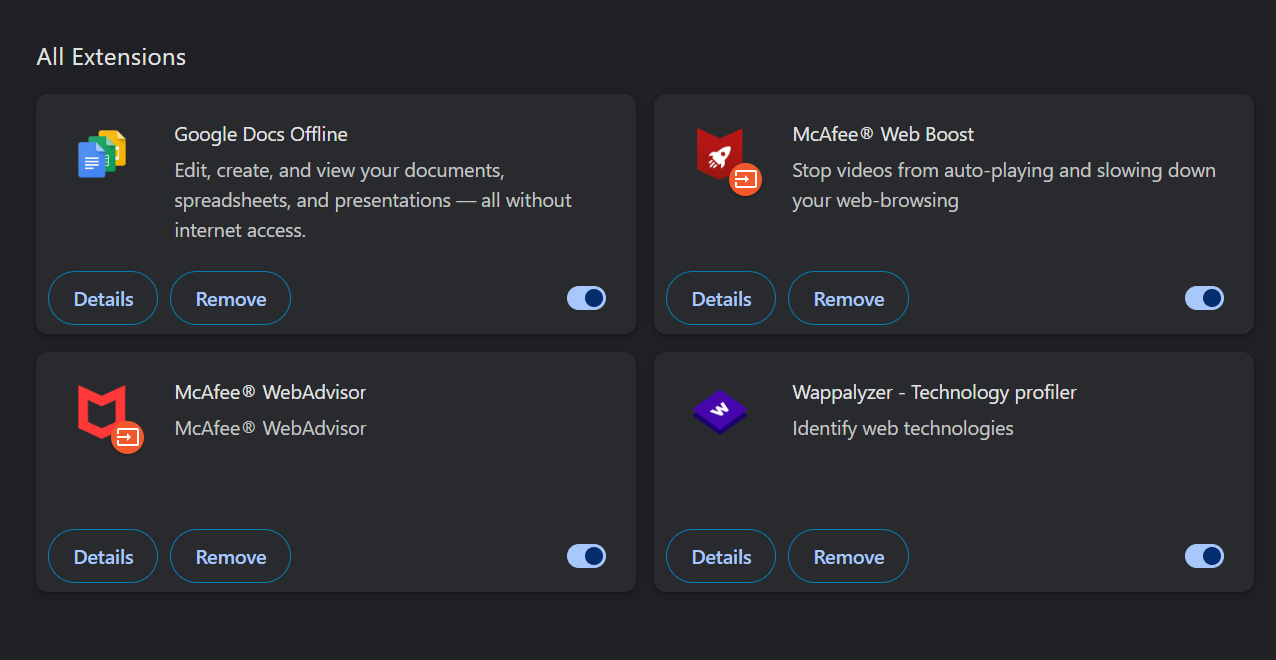 All Extensions
Google Docs Offline
Edit, create, and view your documents,
spreadsheets, and presentations — all without
internet access.
Details
Remove
McAfee® Web Boost
Stop videos from auto-playing and slowing down
your web-browsing
Details
Remove
McAfee® WebAdvisor
McAfee® WebAdvisor
Details
Remove
W
Wappalyzer - Technology profiler
Identify web technologies
Details
Remove